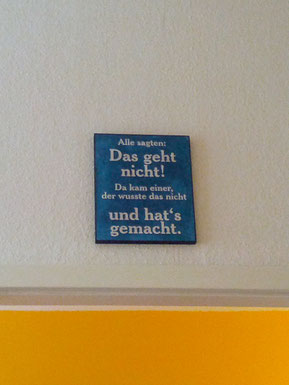 Alle sagten:
Das geht
nicht!
Da kam einer,
der wusste das nicht
und hat‘s
gemacht.